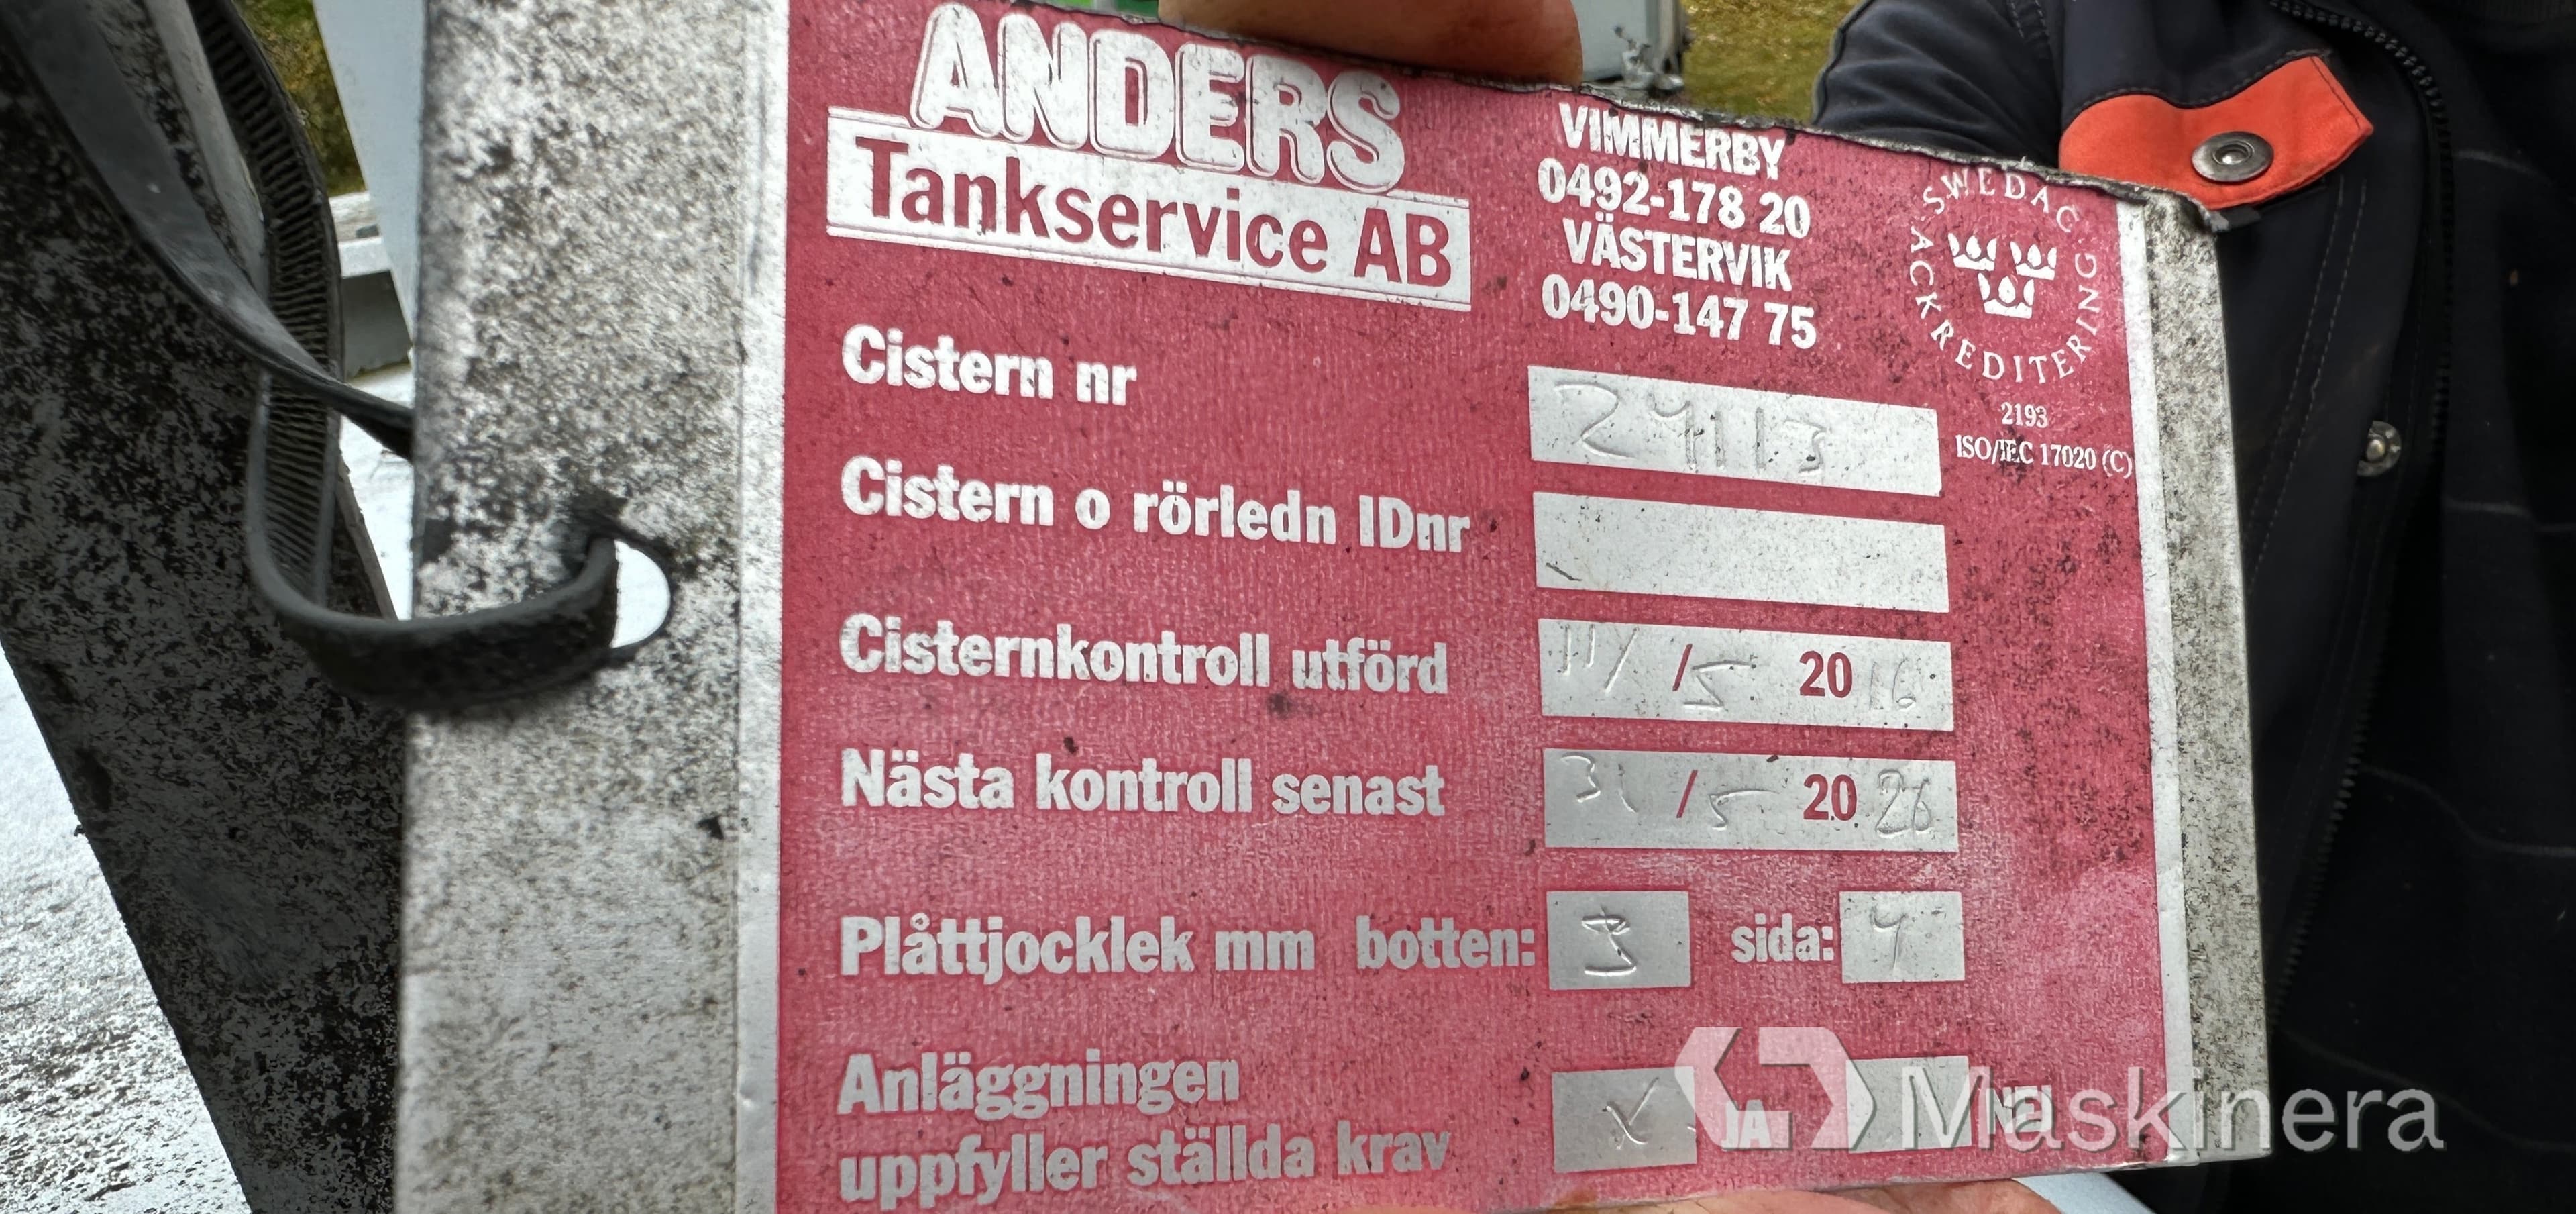 ANDERS
Tankservice AB
VIMMERBY
0492-178 20
VÄSTERVIK
0490-147 75
SWEDAC ACKREDITERING
2193
ISO/IEC 17020 (C)
Cistern nr
Cistern o rörledn IDnr
Cisternkontroll utförd / 5 20 16
Nästa kontroll senast 31 / 5 20 26
Plåttjocklek mm botten: sida:
Anläggningen
uppfyller ställda krav X JA NEJ
Maskinera